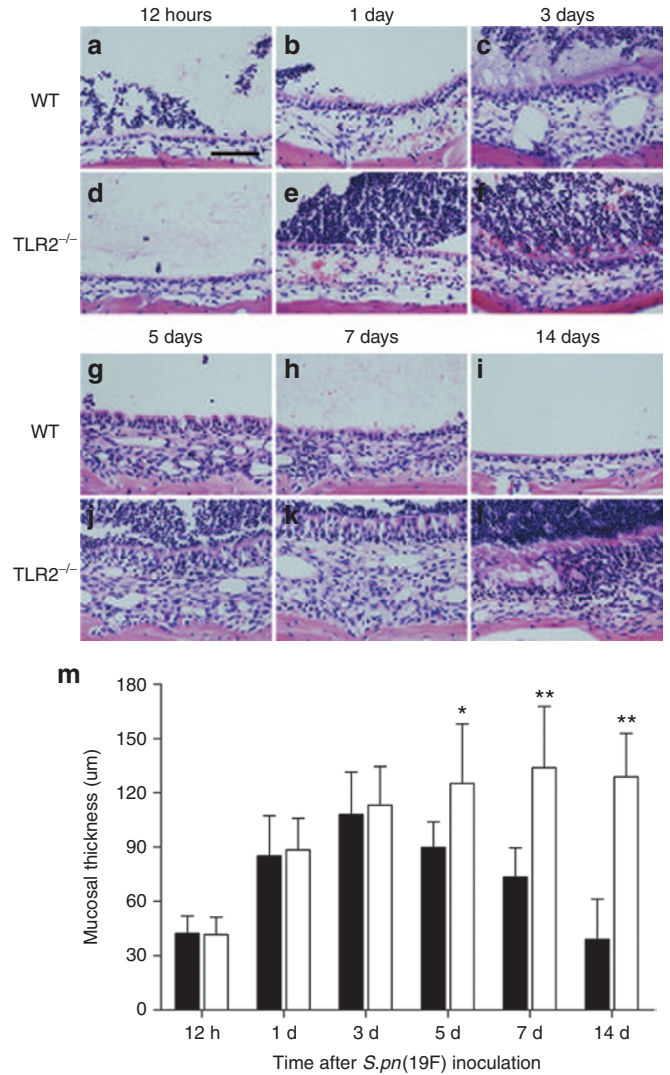 12 hours 1 day 3 days
a b c
WT
d e f
TLR2⁻/⁻
5 days 7 days 14 days
g h i
WT
j k l
TLR2⁻/⁻
m
180
150
120
90
60
30
0
Mucosal thickness (um)
* ** **
12 h 1 d 3 d 5 d 7 d 14 d
Time after S.pn(19F) inoculation